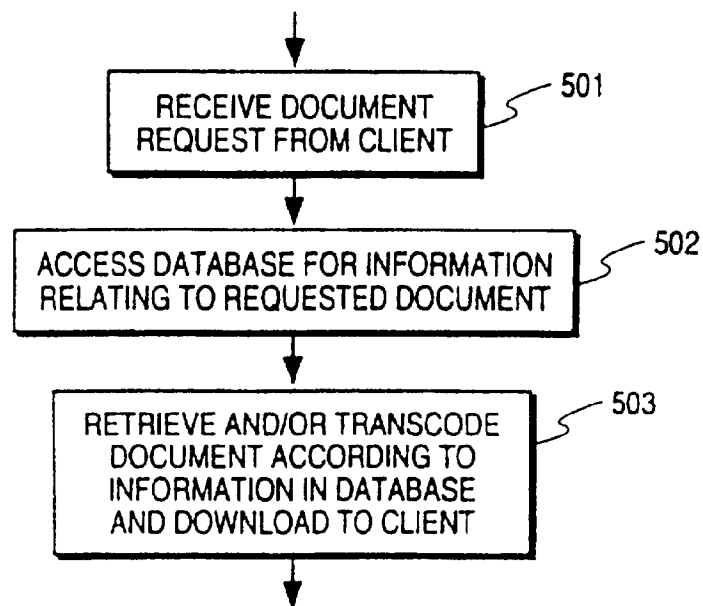 RECEIVE DOCUMENT
REQUEST FROM CLIENT
501
ACCESS DATABASE FOR INFORMATION
RELATING TO REQUESTED DOCUMENT
502
RETRIEVE AND/OR TRANSCODE
DOCUMENT ACCORDING TO
INFORMATION IN DATABASE
AND DOWNLOAD TO CLIENT
503